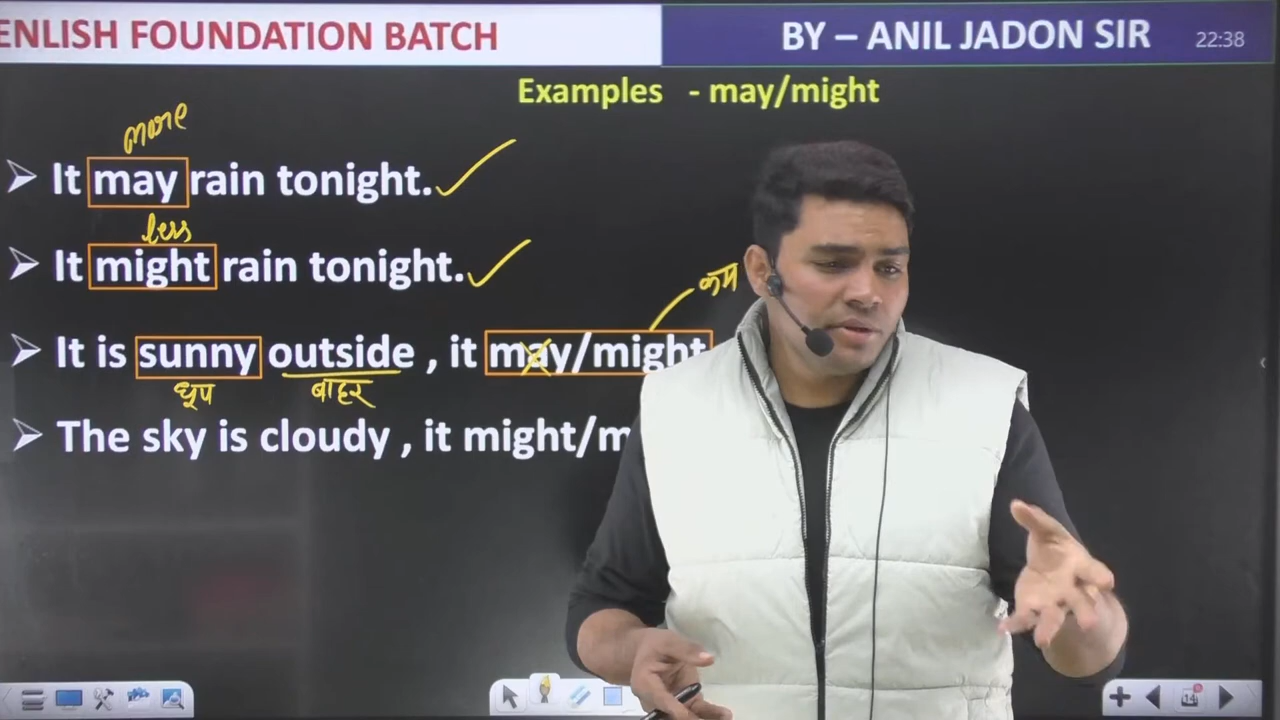 ENLISH FOUNDATION BATCH
BY – ANIL JADON SIR 22:38
Examples - may/might
more
It may rain tonight.
less
It might rain tonight.
कम
It is sunny outside , it may/might
धूप बाहर
The sky is cloudy , it might/m
14